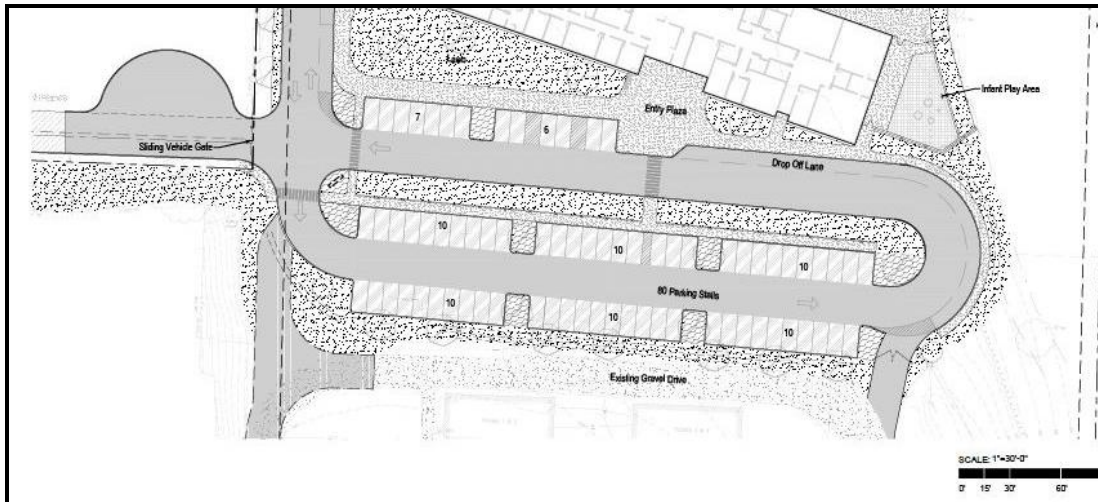 7
6
Entry Plaza
Infant Play Area
Sliding Vehicle Gate
Drop Off Lane
10
10
10
80 Parking Stalls
10
10
10
Existing Gravel Drive
SCALE: 1"=30'-0"
0' 15' 30' 60'